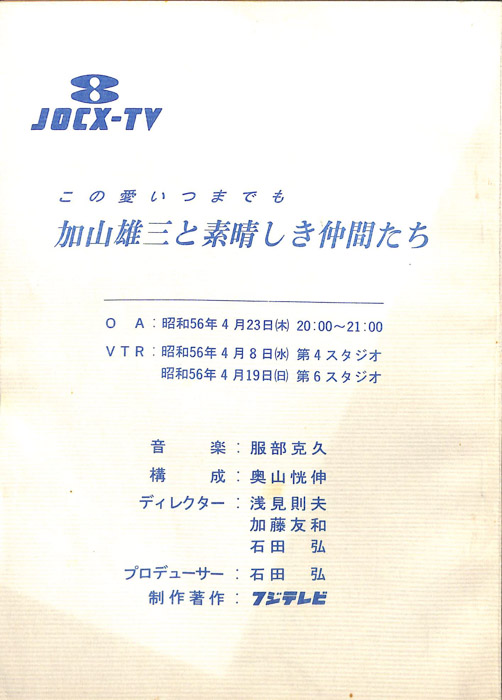 JOCX-TV
この愛いつまでも
加山雄三と素晴しき仲間たち
O A：昭和56年4月23日㈭ 20:00〜21:00
VTR：昭和56年4月8日㈬ 第4スタジオ
昭和56年4月19日㈰ 第6スタジオ
音 楽：服部克久
構 成：奥山恍伸
ディレクター：浅見則夫
加藤友和
石田 弘
プロデューサー：石田 弘
制作著作：フジテレビ